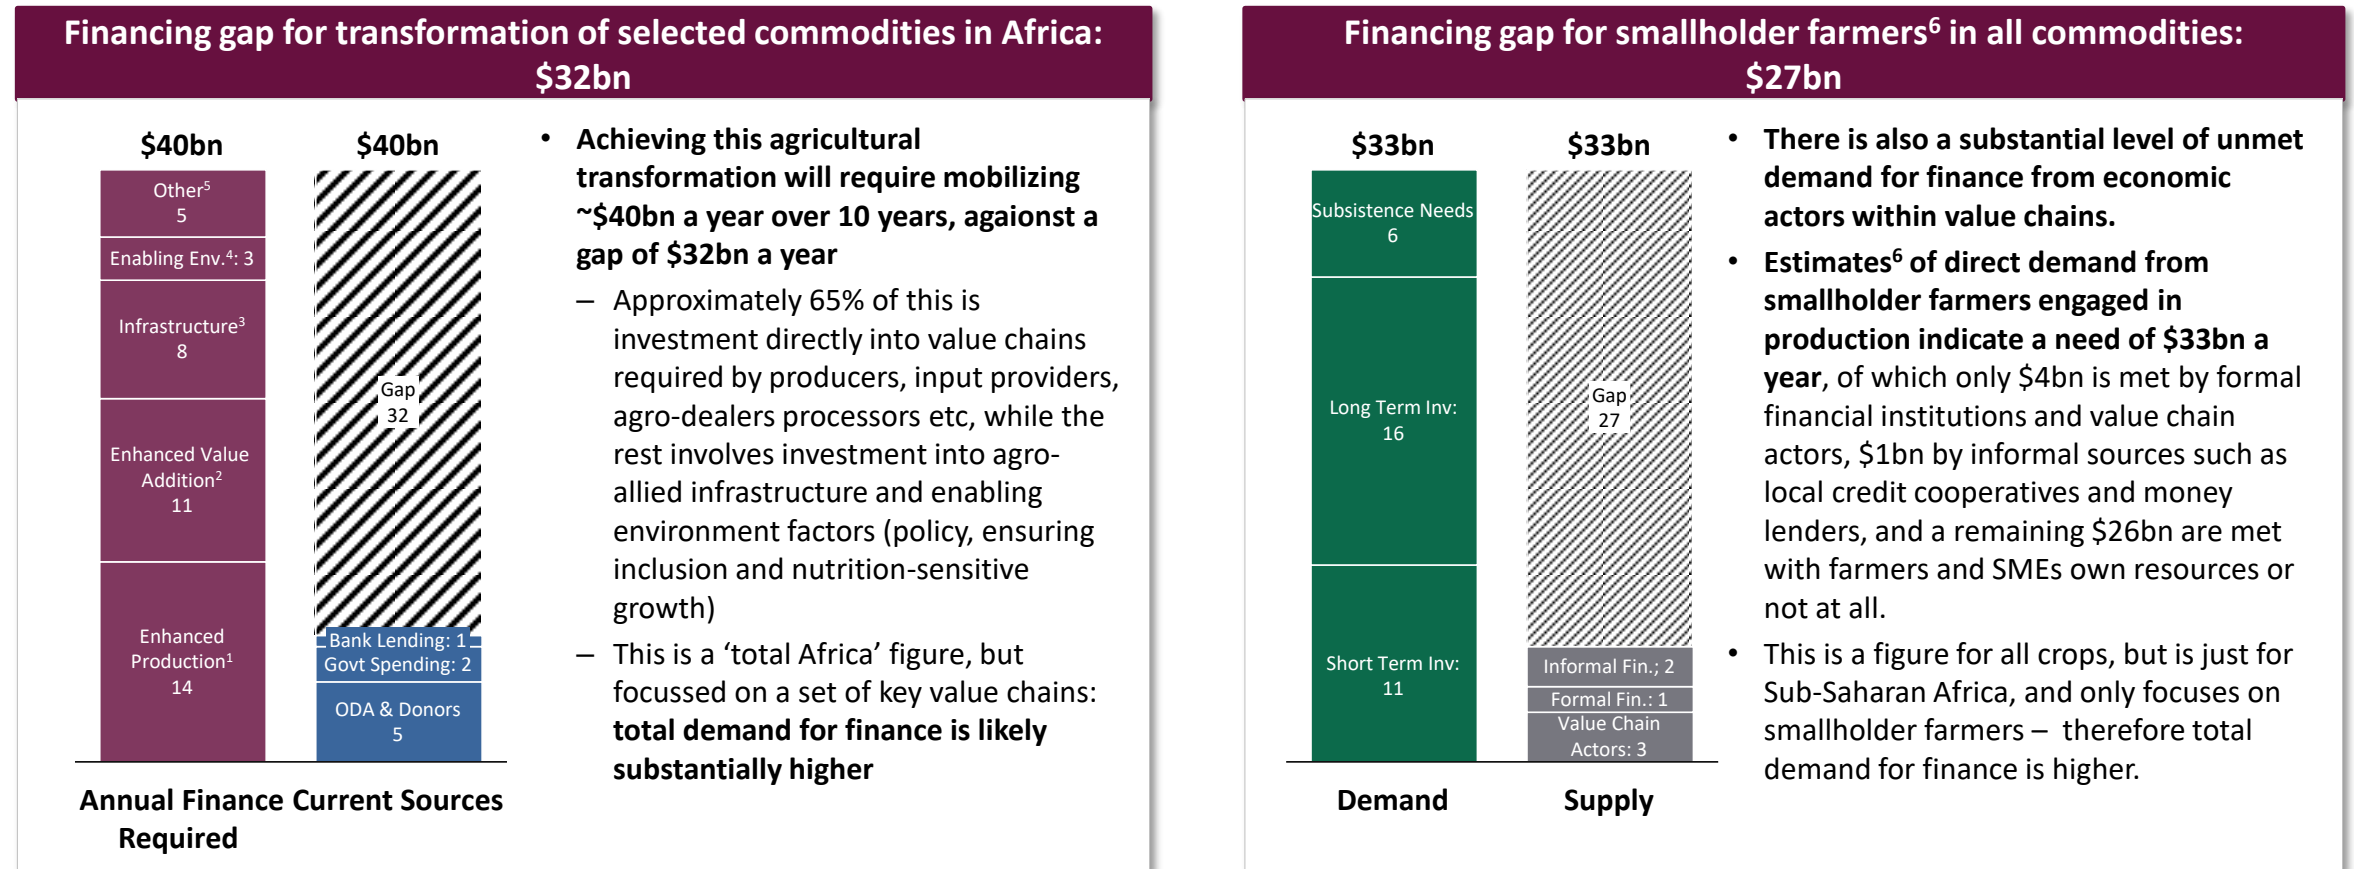 Financing gap for transformation of selected commodities in Africa:
$32bn
$40bn
$40bn
Other⁵
5
Enabling Env.⁴: 3
Infrastructure³
8
Enhanced Value
Addition²
11
Enhanced
Production¹
14
Gap
32
Bank Lending: 1
Govt Spending: 2
ODA & Donors
5
Annual Finance
Required
Current Sources
• Achieving this agricultural
transformation will require mobilizing
~$40bn a year over 10 years, agaionst a
gap of $32bn a year
– Approximately 65% of this is
investment directly into value chains
required by producers, input providers,
agro-dealers processors etc, while the
rest involves investment into agro-
allied infrastructure and enabling
environment factors (policy, ensuring
inclusion and nutrition-sensitive
growth)
– This is a ‘total Africa’ figure, but
focussed on a set of key value chains:
total demand for finance is likely
substantially higher
Financing gap for smallholder farmers⁶ in all commodities:
$27bn
$33bn
$33bn
Subsistence Needs
6
Long Term Inv:
16
Short Term Inv:
11
Gap
27
Informal Fin.; 2
Formal Fin.: 1
Value Chain
Actors: 3
Demand
Supply
• There is also a substantial level of unmet
demand for finance from economic
actors within value chains.
• Estimates⁶ of direct demand from
smallholder farmers engaged in
production indicate a need of $33bn a
year, of which only $4bn is met by formal
financial institutions and value chain
actors, $1bn by informal sources such as
local credit cooperatives and money
lenders, and a remaining $26bn are met
with farmers and SMEs own resources or
not at all.
• This is a figure for all crops, but is just for
Sub-Saharan Africa, and only focuses on
smallholder farmers – therefore total
demand for finance is higher.